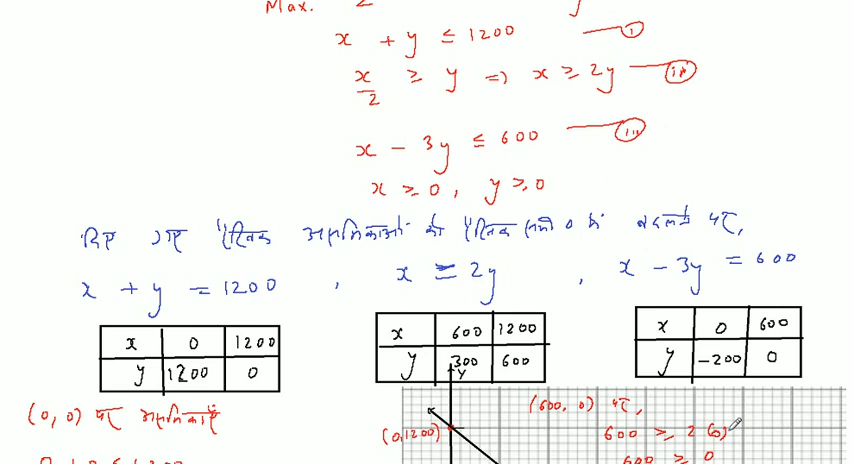 Max. Z
x + y ≤ 1200 — (i)
x/2 ≥ y ⇒ x ≥ 2y — (ii)
x - 3y ≤ 600 — (iii)
x ≥ 0, y ≥ 0
दिए गए रैखिक असमिकाओं को रैखिक में बदलने पर,
x + y = 1200 , x = 2y , x - 3y = 600
x 0 1200 x 600 1200 x 0 600
y 1200 0 y 300 600 y -200 0
(0, 0) पर असमिकाएँ Y (600, 0) पर,
(0,1200) 600 ≥ 2(0)
600 ≥ 0